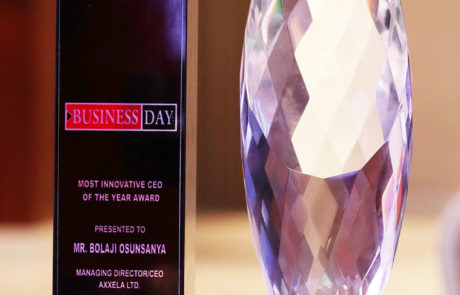 BUSINESS DAY
MOST INNOVATIVE CEO
OF THE YEAR AWARD
PRESENTED TO
MR. BOLAJI OSUNSANYA
MANAGING DIRECTOR/CEO
AXXELA LTD.